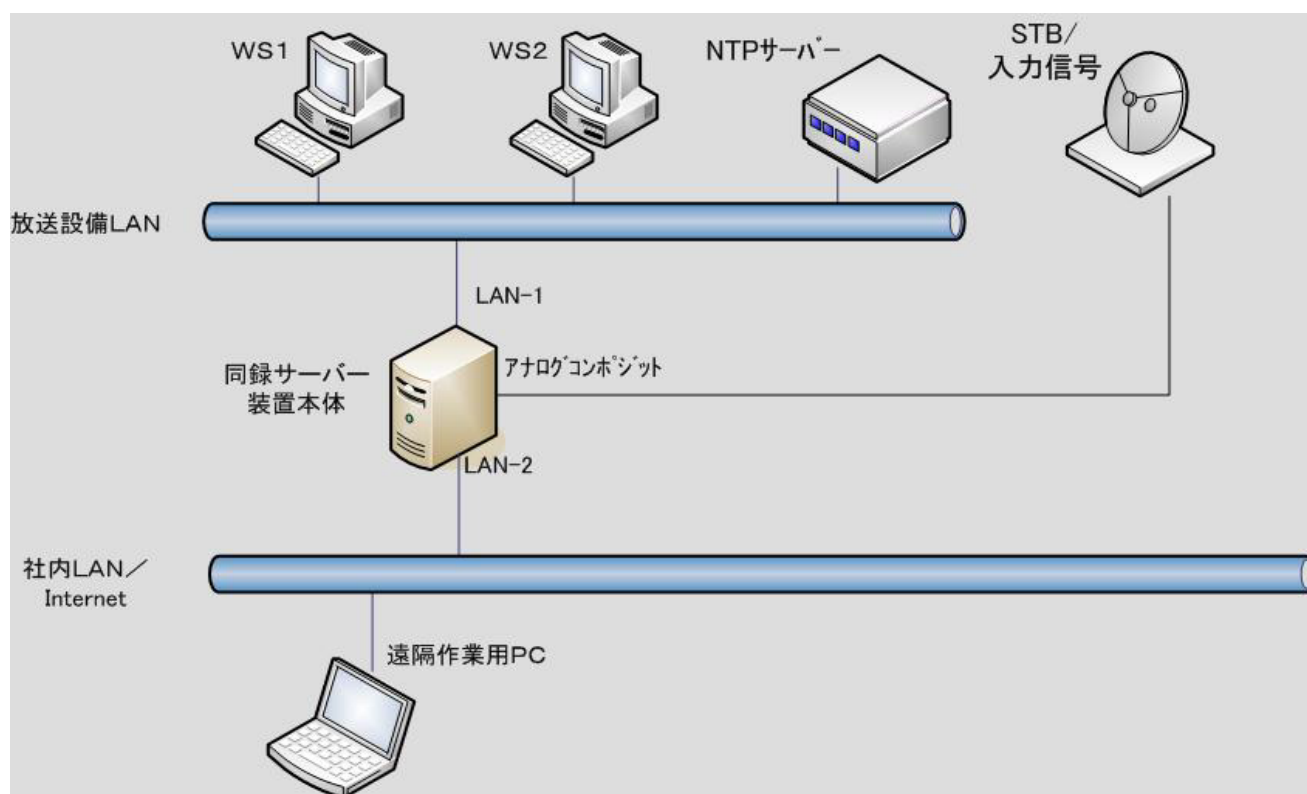 WS1
WS2
NTPｻｰﾊﾞｰ
STB/
入力信号
放送設備LAN
LAN-1
同録サーバー
装置本体
ｱﾅﾛｸﾞｺﾝﾎﾟｼﾞｯﾄ
LAN-2
社内LAN／
Internet
遠隔作業用PC